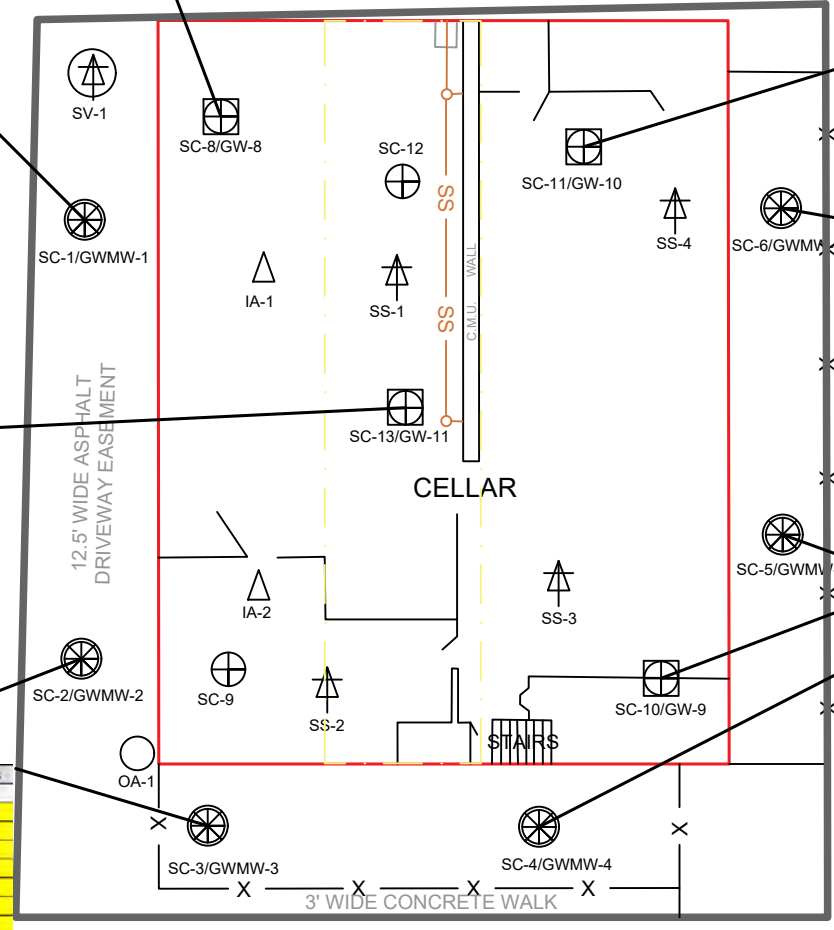 SV-1
SC-8/GW-8
SC-12
SC-11/GW-10
SS
SC-1/GWMW-1
SS-4
SC-6/GWMW
WALL
IA-1
SS-1
SS
C.M.U.
12.5' WIDE ASPHALT
DRIVEWAY EASEMENT
SC-13/GW-11
CELLAR
SC-5/GWMW
IA-2
SS-3
SC-2/GWMW-2
SC-9
SS-2
SC-10/GW-9
STAIRS
OA-1
X
X
SC-3/GWMW-3
SC-4/GWMW-4
X X X X
3' WIDE CONCRETE WALK
X
X
X
X
X
X